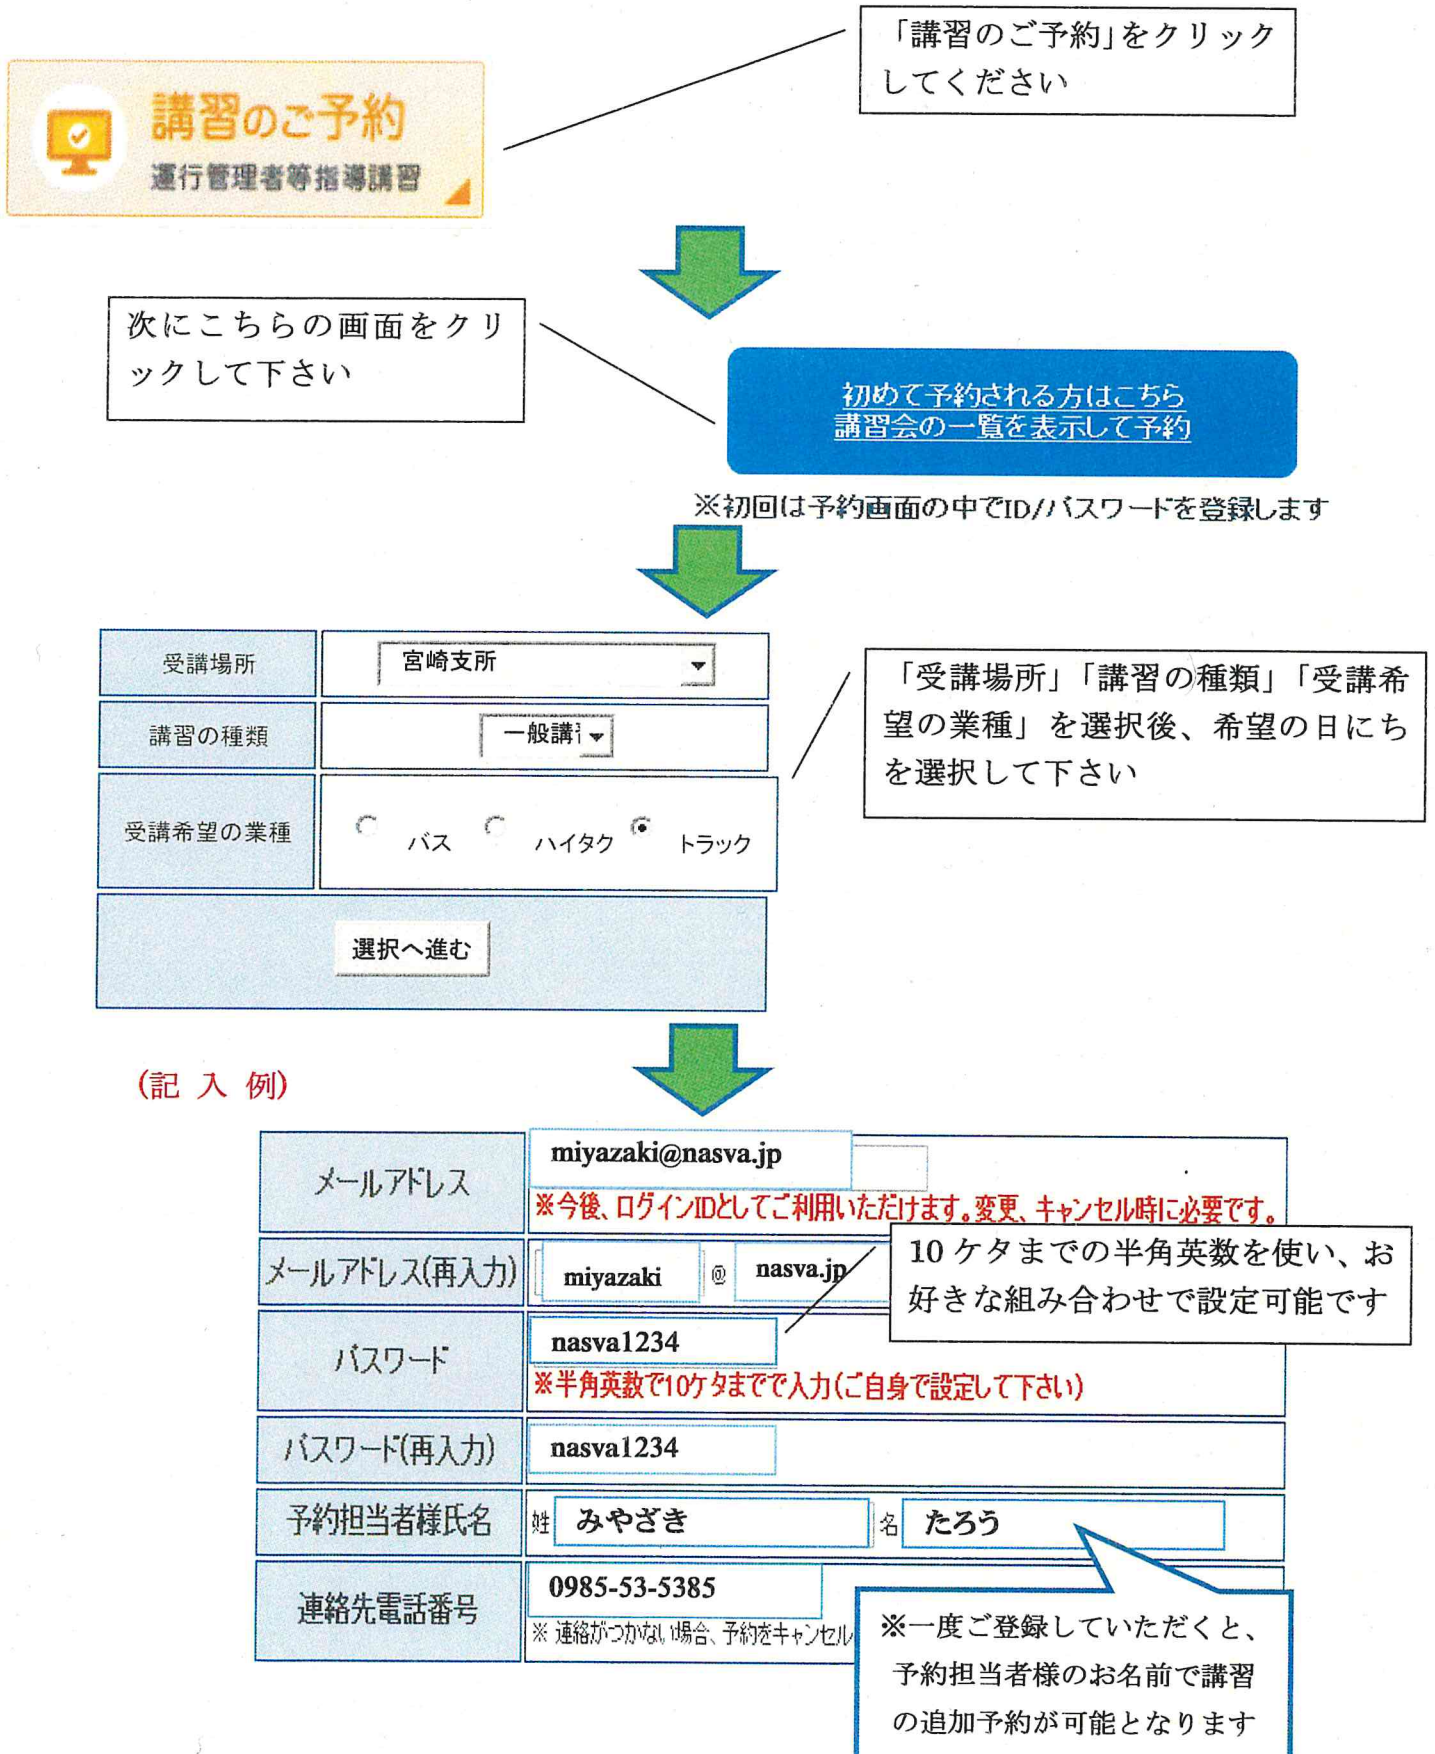 「講習のご予約」をクリック
してください
講習のご予約
運行管理者等指導講習
次にこちらの画面をクリ
ックして下さい
初めて予約される方はこちら
講習会の一覧を表示して予約
※初回は予約画面の中でID/パスワードを登録します
受講場所 宮崎支所
講習の種類 一般講習
受講希望の業種 バス ハイタク トラック
選択へ進む
「受講場所」「講習の種類」「受講希
望の業種」を選択後、希望の日にち
を選択して下さい
(記 入 例)
メールアドレス miyazaki@nasva.jp
※今後、ログインIDとしてご利用いただけます。変更、キャンセル時に必要です。
メールアドレス(再入力) miyazaki @ nasva.jp
10 ケタまでの半角英数を使い、お
好きな組み合わせで設定可能です
パスワード nasva1234
※半角英数で10ケタまでで入力(ご自身で設定して下さい)
パスワード(再入力) nasva1234
予約担当者様氏名 姓 みやざき 名 たろう
連絡先電話番号 0985-53-5385
※ 連絡がつかない場合、予約をキャンセル
※一度ご登録していただくと、
予約担当者様のお名前で講習
の追加予約が可能となります